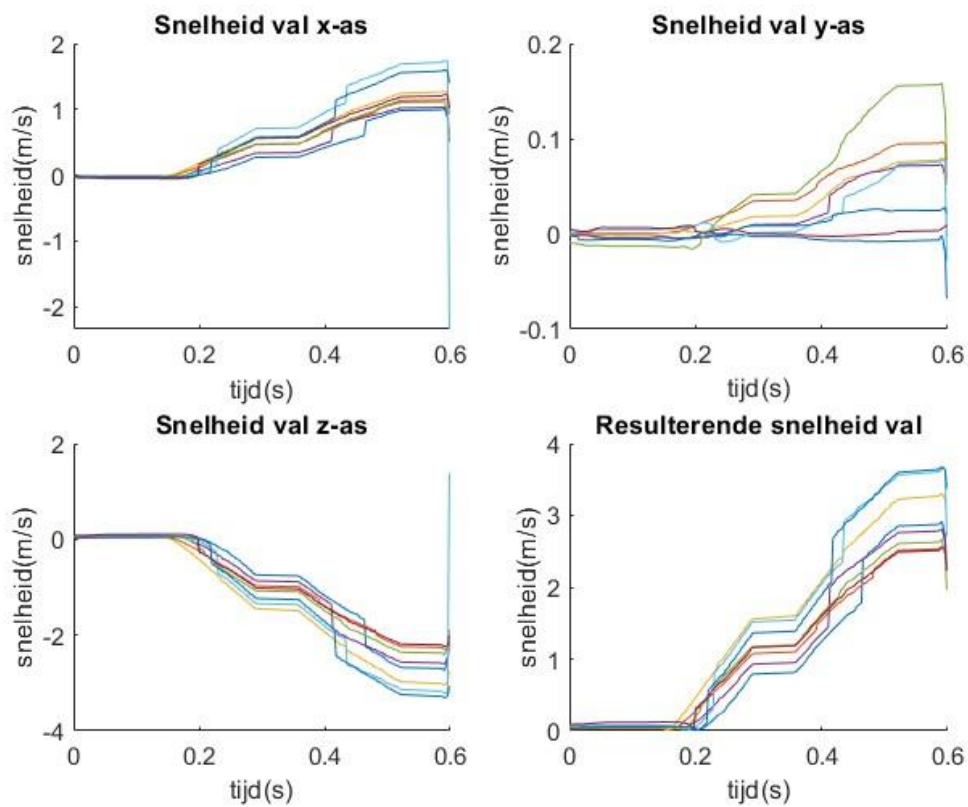 Snelheid val x-as
snelheid(m/s)
2
1
0
-1
-2
0
0.2
0.4
0.6
tijd(s)
Snelheid val y-as
snelheid(m/s)
0.2
0.1
0
-0.1
0
0.2
0.4
0.6
tijd(s)
Snelheid val z-as
snelheid(m/s)
2
0
-2
-4
0
0.2
0.4
0.6
tijd(s)
Resulterende snelheid val
snelheid(m/s)
4
3
2
1
0
0
0.2
0.4
0.6
tijd(s)